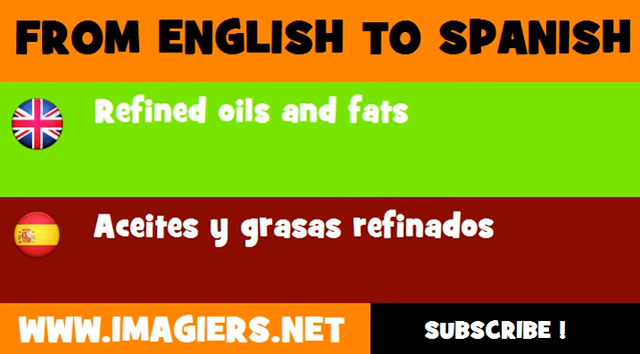 FROM ENGLISH TO SPANISH
Refined oils and fats
Aceites y grasas refinados
WWW.IMAGIERS.NET
SUBSCRIBE !